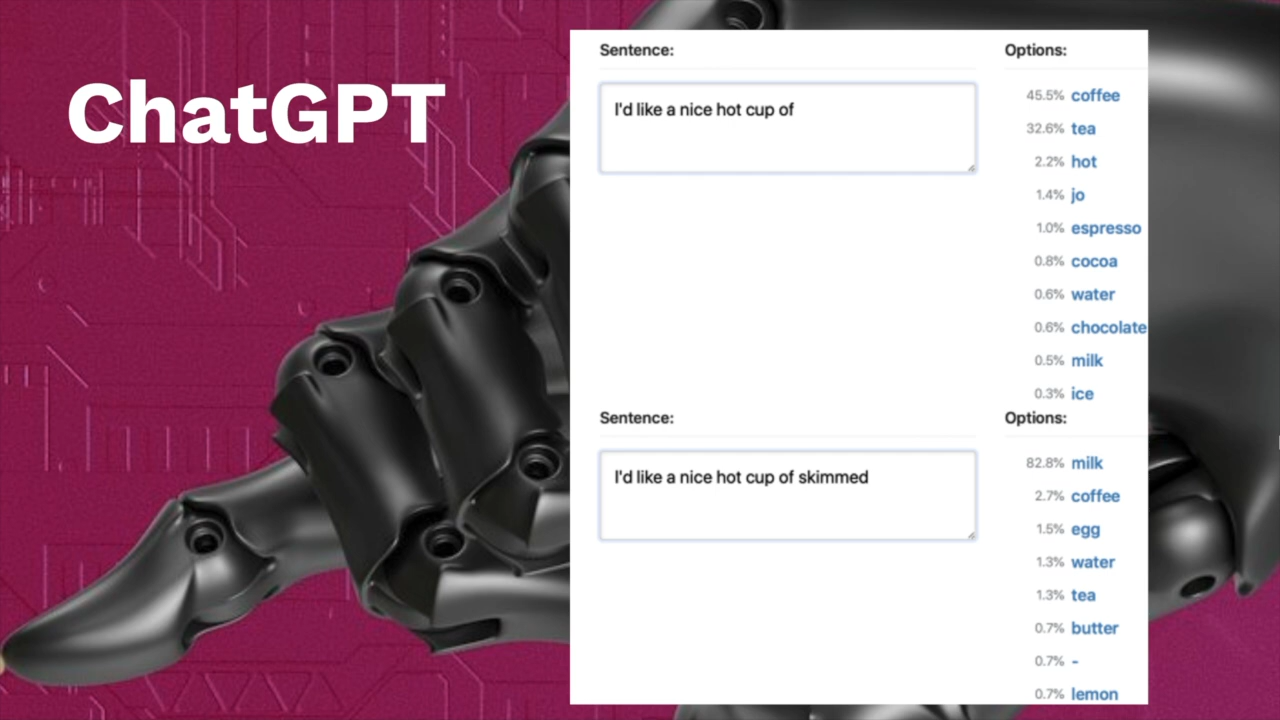 ChatGPT
Sentence:
Options:
I'd like a nice hot cup of
45.5% coffee
32.6% tea
2.2% hot
1.4% jo
1.0% espresso
0.8% cocoa
0.6% water
0.6% chocolate
0.5% milk
0.3% ice
Sentence:
Options:
I'd like a nice hot cup of skimmed
82.8% milk
2.7% coffee
1.5% egg
1.3% water
1.3% tea
0.7% butter
0.7% -
0.7% lemon